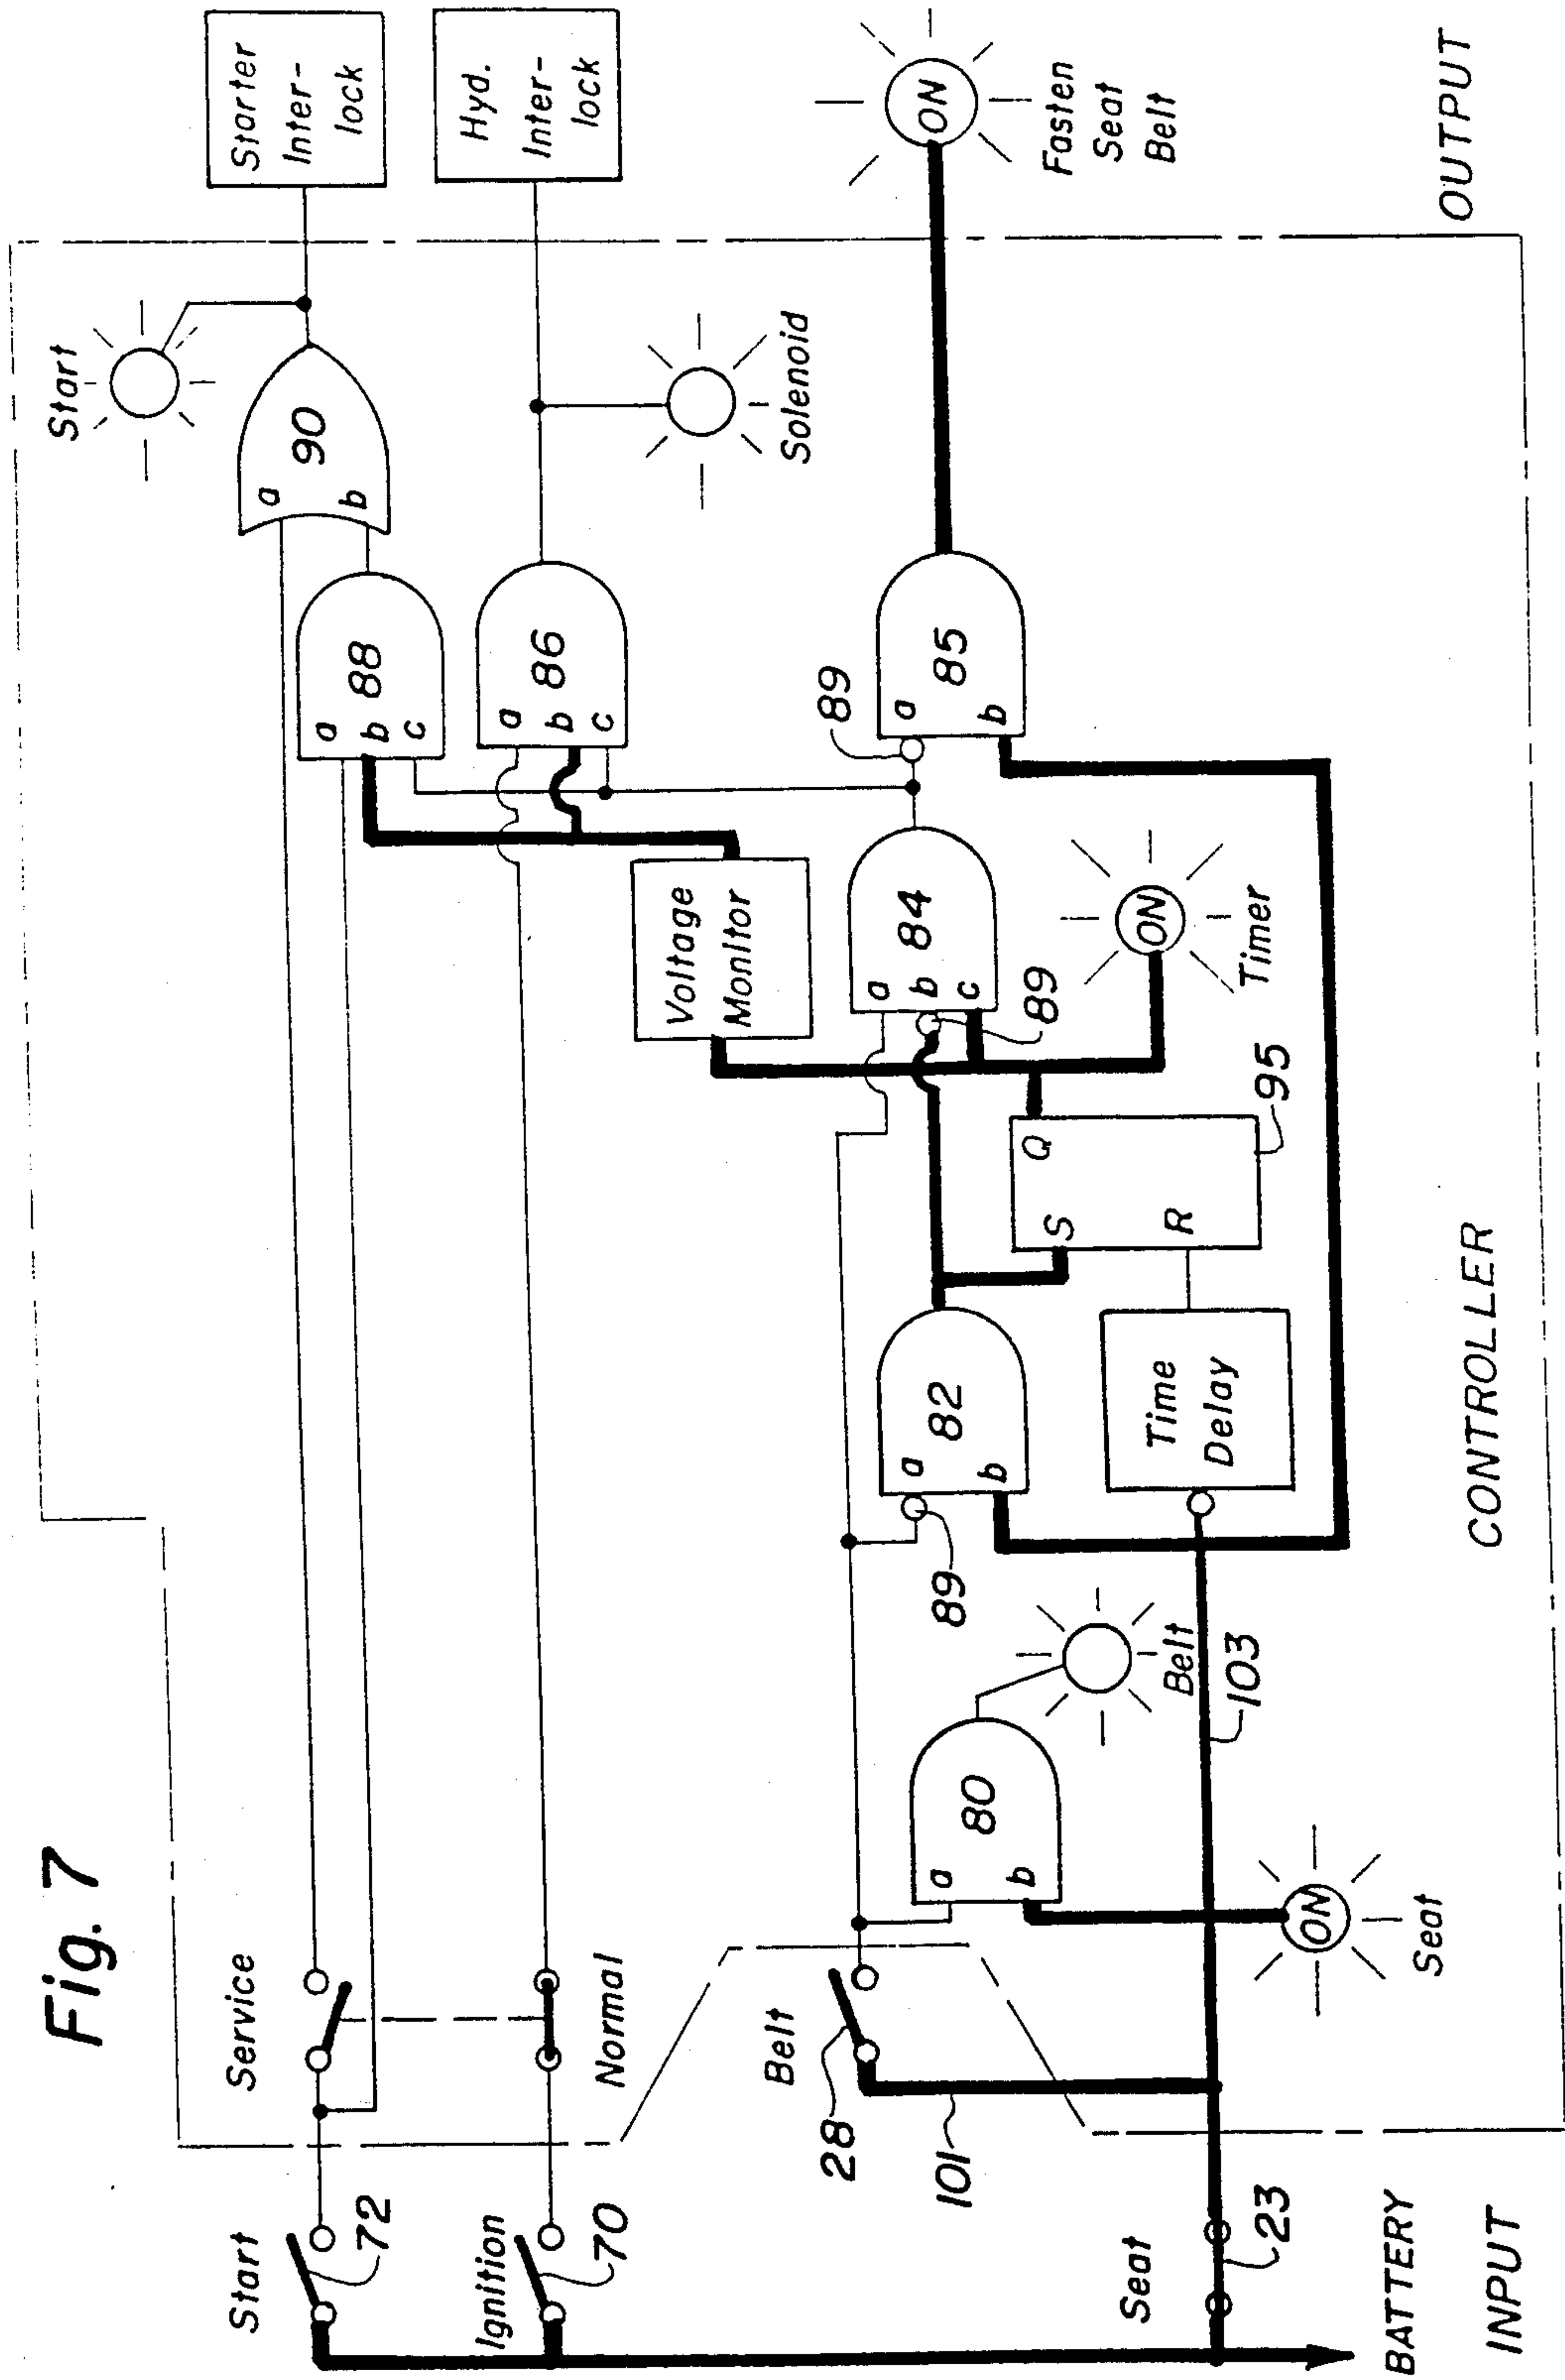 Fig. 7
Start
72
Ignition
70
Seat
23
BATTERY
INPUT
Service
Normal
Belt
28
101
a
b
80
Belt
103
Seat
ON
89
a
b
82
Time
Delay
S
R
Q
95
CONTROLLER
Voltage
Monitor
a
b
c
84
89
ON
Timer
a
b
c
88
a
b
c
86
89
a
b
85
a
b
90
Start
Solenoid
Starter
Inter-
lock
Hyd.
Inter-
lock
ON
Fasten
Seat
Belt
OUTPUT